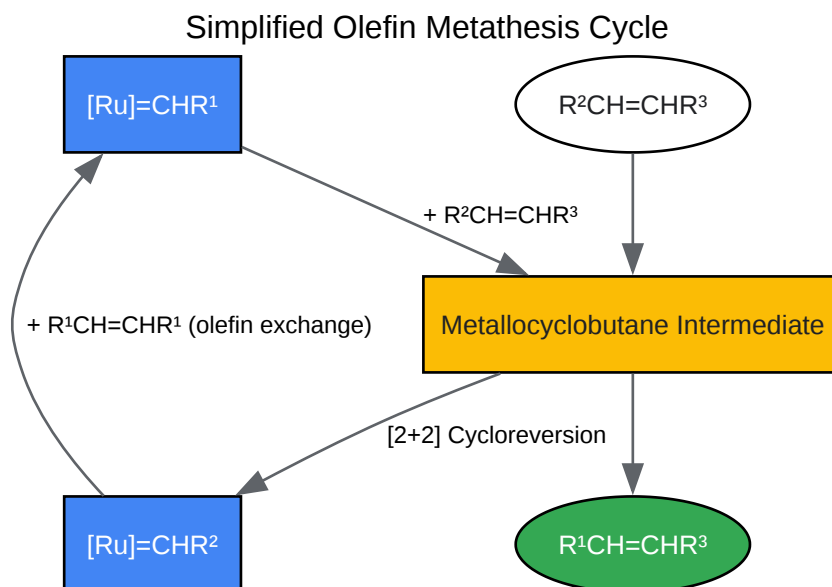 Simplified Olefin Metathesis Cycle
[Ru]=CHR¹
R²CH=CHR³
+ R²CH=CHR³
Metallocyclobutane Intermediate
+ R¹CH=CHR¹ (olefin exchange)
[2+2] Cycloreversion
[Ru]=CHR²
R¹CH=CHR³